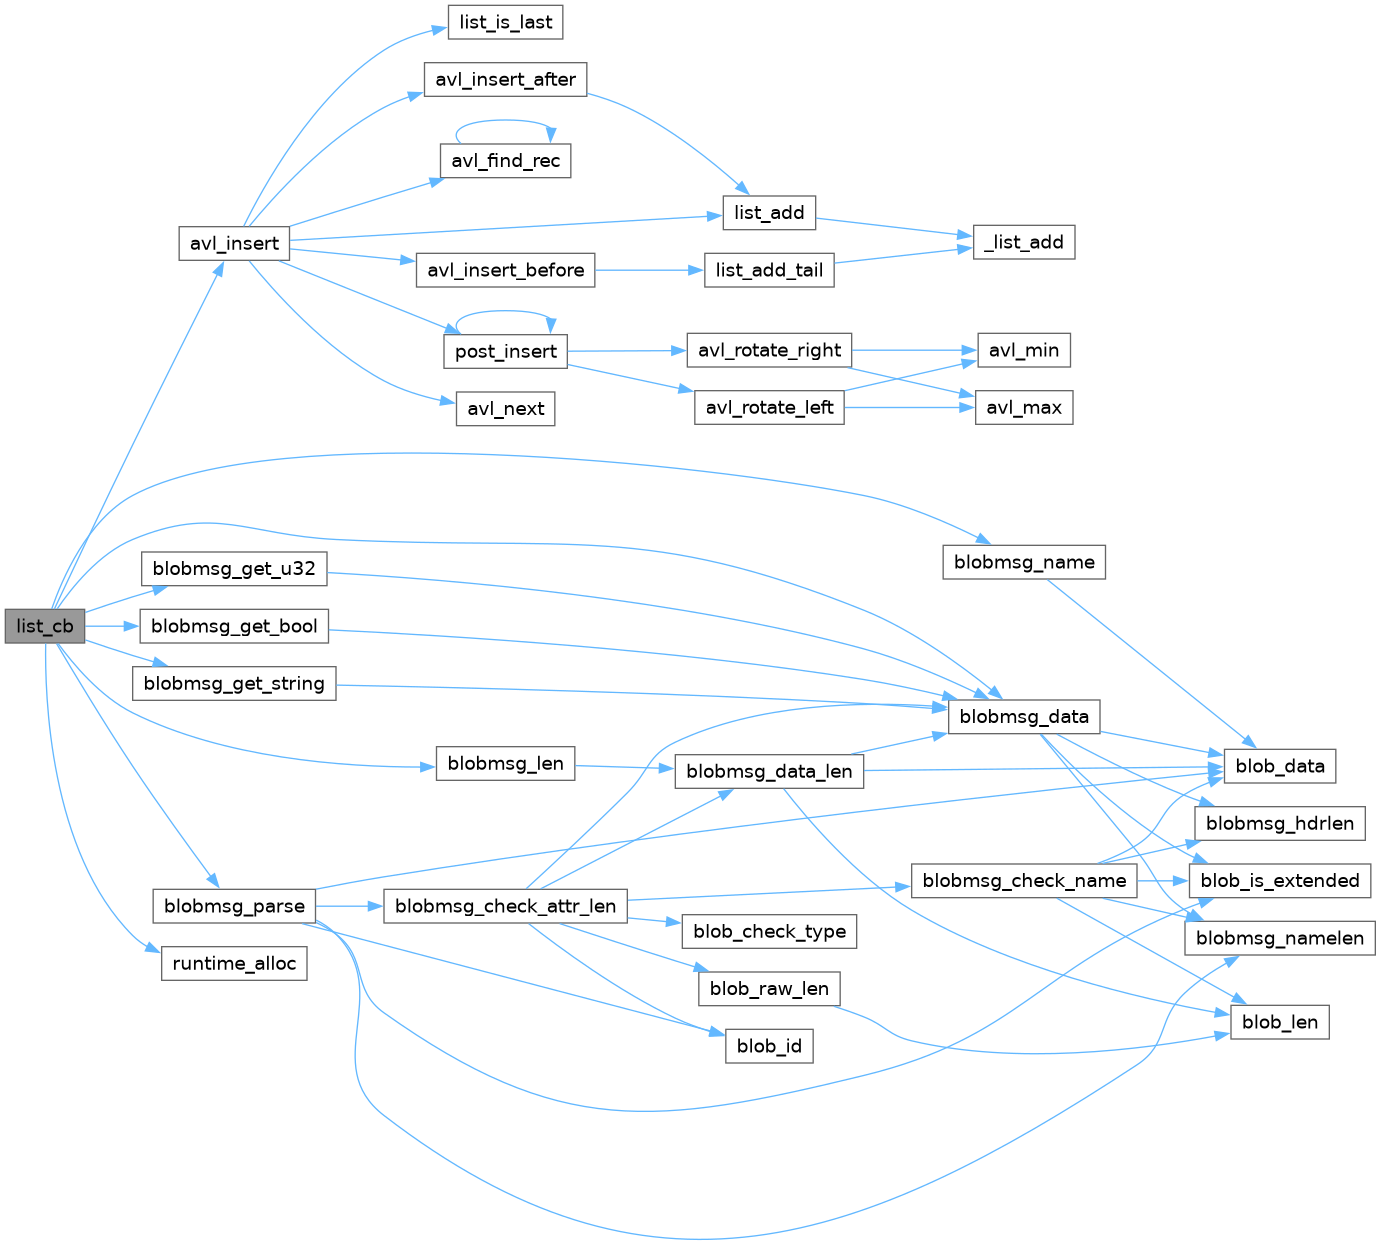 list_is_last
avl_insert_after
avl_find_rec
list_add
avl_insert
_list_add
avl_insert_before
list_add_tail
post_insert
avl_rotate_right
avl_min
avl_next
avl_rotate_left
avl_max
blobmsg_name
blobmsg_get_u32
list_cb
blobmsg_get_bool
blobmsg_get_string
blobmsg_data
blobmsg_len
blobmsg_data_len
blob_data
blobmsg_hdrlen
blobmsg_check_name
blob_is_extended
blobmsg_parse
blobmsg_check_attr_len
blob_check_type
blobmsg_namelen
runtime_alloc
blob_raw_len
blob_len
blob_id